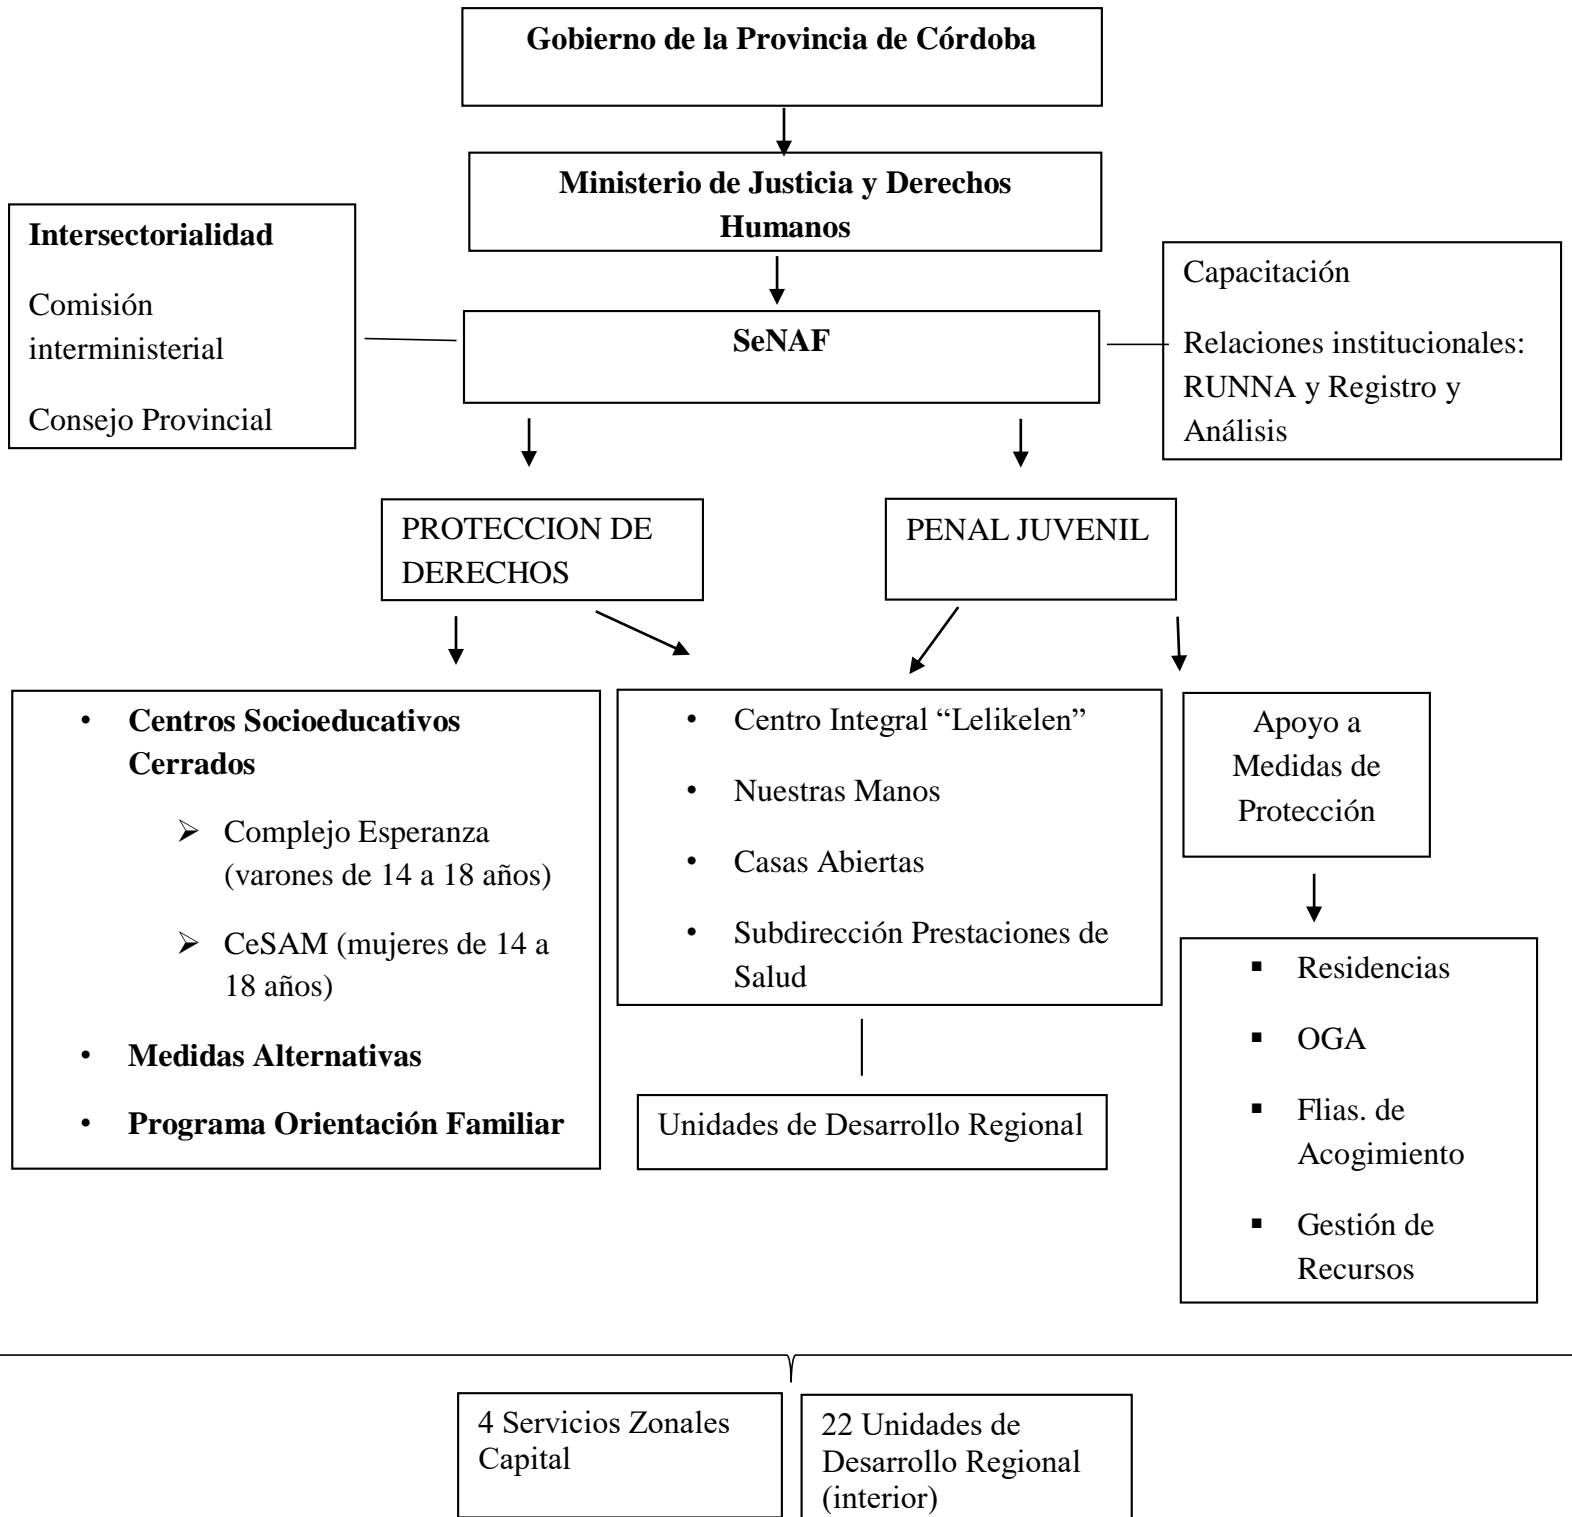 Gobierno de la Provincia de Córdoba
Ministerio de Justicia y Derechos
Humanos
Intersectorialidad
Comisión
interministerial
Consejo Provincial
SeNAF
Capacitación
Relaciones institucionales:
RUNNA y Registro y
Análisis
PROTECCION DE
DERECHOS
PENAL JUVENIL
• Centros Socioeducativos
Cerrados
➢ Complejo Esperanza
(varones de 14 a 18 años)
➢ CeSAM (mujeres de 14 a
18 años)
• Medidas Alternativas
• Programa Orientación Familiar
• Centro Integral “Lelikelen”
• Nuestras Manos
• Casas Abiertas
• Subdirección Prestaciones de
Salud
Unidades de Desarrollo Regional
Apoyo a
Medidas de
Protección
▪ Residencias
▪ OGA
▪ Flias. de
Acogimiento
▪ Gestión de
Recursos
4 Servicios Zonales
Capital
22 Unidades de
Desarrollo Regional
(interior)